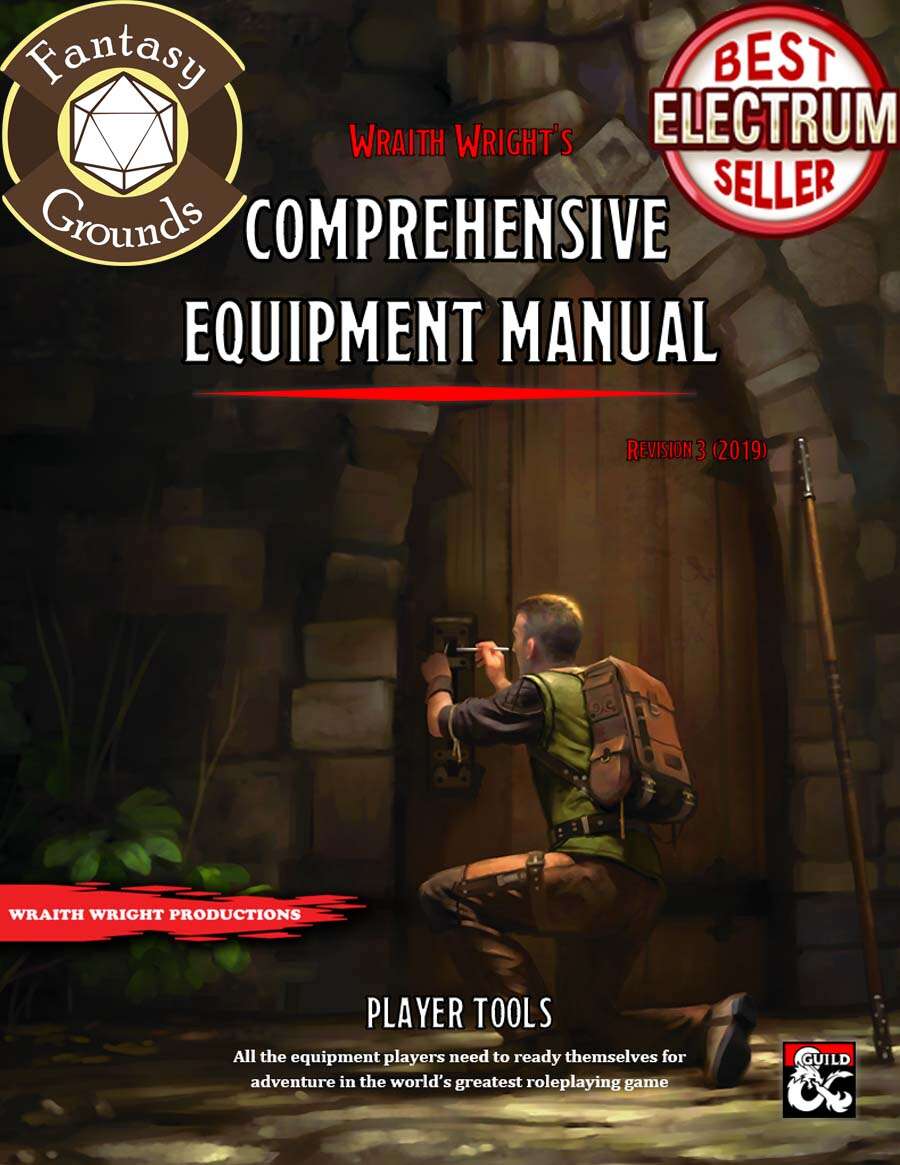 Fantasy
Grounds
BEST
ELECTRUM
SELLER
WRAITH WRIGHT'S
COMPREHENSIVE
EQUIPMENT MANUAL
REVISION 3 (2019)
WRAITH WRIGHT PRODUCTIONS
PLAYER TOOLS
All the equipment players need to ready themselves for
adventure in the world's greatest roleplaying game
GUILD